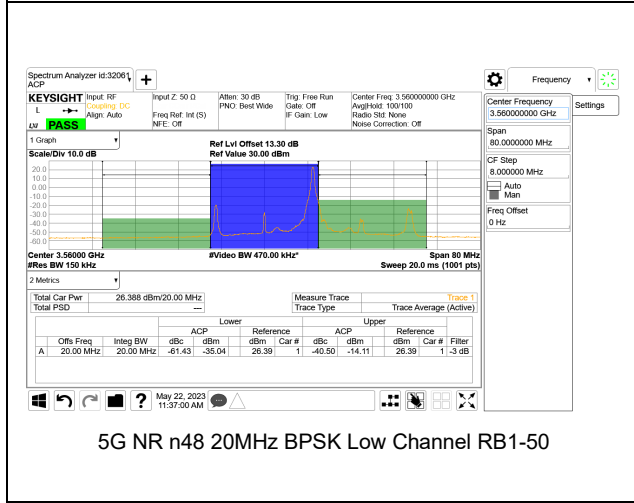 Spectrum Analyzer id:32061
ACP
Frequency
KEYSIGHT
L
LXI
PASS
Input: RF
Coupling: DC
Align: Auto
Input Z: 50 Ω
Freq Ref: Int (S)
NFE: Off
Atten: 30 dB
PNO: Best Wide
Trig: Free Run
Gate: Off
IF Gain: Low
Center Freq: 3.560000000 GHz
Avg|Hold: 100/100
Radio Std: None
Noise Correction: Off
Center Frequency
3.560000000 GHz
Settings
Span
80.0000000 MHz
CF Step
8.000000 MHz
Auto
Man
Freq Offset
0 Hz
1 Graph
Scale/Div 10.0 dB
Ref Lvl Offset 13.30 dB
Ref Value 30.00 dBm
20.0
10.0
0.00
-10.0
-20.0
-30.0
-40.0
-50.0
-60.0
Center 3.56000 GHz
#Video BW 470.00 kHz*
Span 80 MHz
#Res BW 150 kHz
Sweep 20.0 ms (1001 pts)
2 Metrics
Total Car Pwr 26.388 dBm/20.00 MHz
Total PSD ---
Measure Trace Trace 1
Trace Type Trace Average (Active)
Lower Upper
ACP Reference ACP Reference
Offs Freq Integ BW dBc dBm dBm Car # dBc dBm dBm Car # Filter
A 20.00 MHz 20.00 MHz -61.43 -35.04 26.39 1 -40.50 -14.11 26.39 1 -3 dB
?
May 22, 2023
11:37:00 AM
5G NR n48 20MHz BPSK Low Channel RB1-50